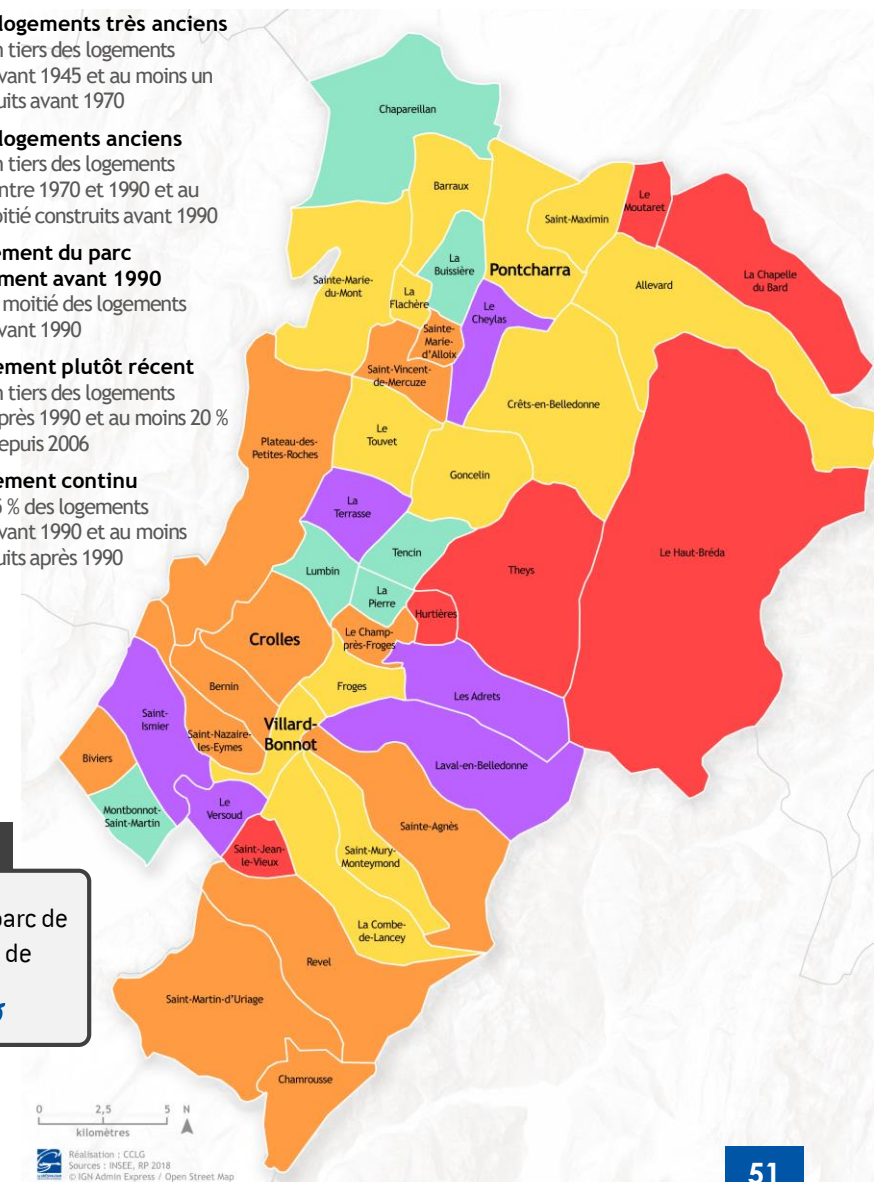 logements très anciens
tiers des logements
vant 1945 et au moins un
uits avant 1970
logements anciens
tiers des logements
ntre 1970 et 1990 et au
oitié construits avant 1990
ement du parc
ement avant 1990
moitié des logements
vant 1990
ement plutôt récent
tiers des logements
près 1990 et au moins 20 %
epuis 2006
ement continu
% des logements
vant 1990 et au moins
uits après 1990
Chapareillan
Barraux
Le
Moutaret
Saint-Maximin
La
Buissière
Pontcharra
La Chapelle
du Bard
Sainte-Marie-
du-Mont
La
Flachère
Allevard
Le
Cheylas
Sainte-
Marie-
d'Alloix
Saint-Vincent-
de-Mercuze
Crêts-en-Belledonne
Le
Touvet
Plateau-des-
Petites-Roches
Goncelin
La
Terrasse
Tencin
Le Haut-Bréda
Lumbin
Theys
La
Pierre
Hurtières
Crolles
Le Champ-
près-Froges
Bernin
Froges
Les Adrets
Saint-
Ismier
Villard-
Bonnot
Saint-Nazaire-
les-Eymes
Biviers
Laval-en-Belledonne
Le
Versoud
Montbonnot-
Saint-Martin
Sainte-Agnès
Saint-Jean-
le-Vieux
Saint-Mury-
Monteymond
La Combe-
de-Lancey
parc de
de
Revel
Saint-Martin-d'Uriage
Chamrousse
0 2,5 5 N
kilomètres
Réalisation : CCLG
Sources : INSEE, RP 2018
© IGN Admin Express / Open Street Map
51